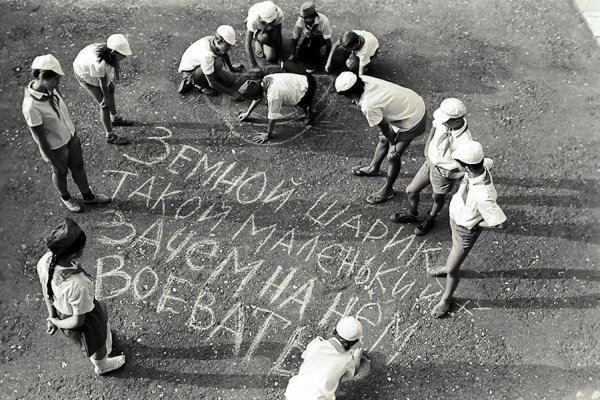 ЗЕМНОЙ ШАРИК
ТАКОЙ МАЛЕНЬКИЙ
ЗАЧЕМ НА НЁМ
ВОЕВАТЬ